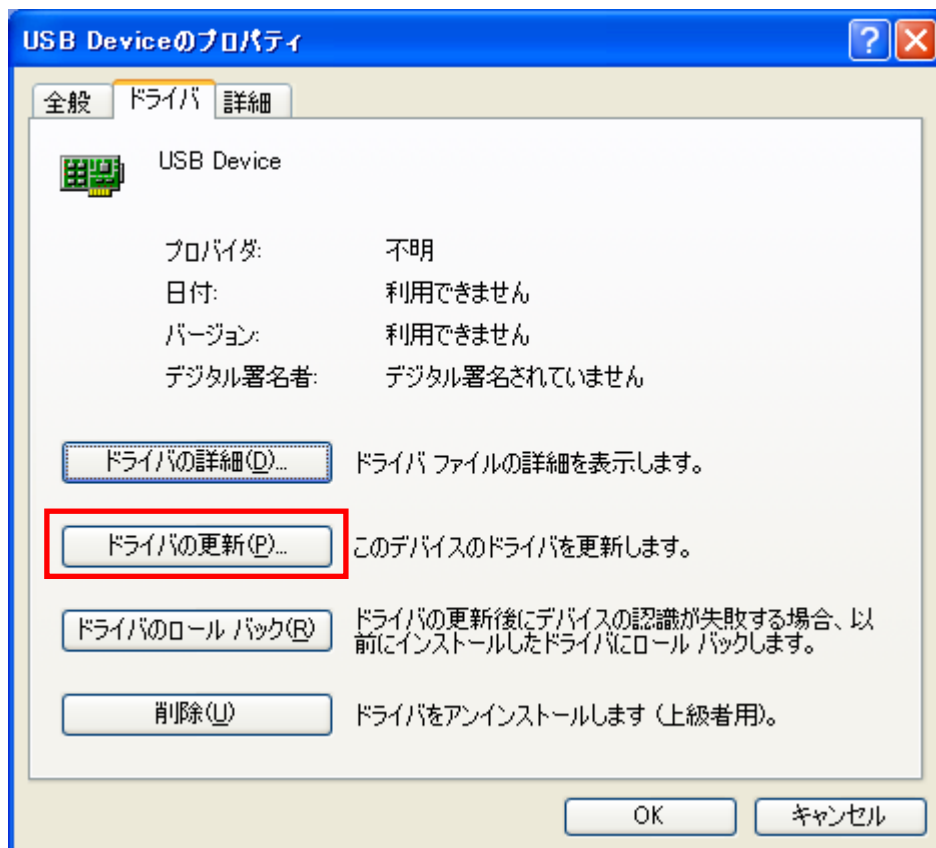 USB Deviceのプロパティ
全般 ドライバ 詳細
USB Device
プロバイダ: 不明
日付: 利用できません
バージョン: 利用できません
デジタル署名者: デジタル署名されていません
ドライバの詳細(D)... ドライバ ファイルの詳細を表示します。
ドライバの更新(P)... このデバイスのドライバを更新します。
ドライバのロール バック(R) ドライバの更新後にデバイスの認識が失敗する場合、以
前にインストールしたドライバにロール バックします。
削除(U) ドライバをアンインストールします (上級者用)。
OK キャンセル